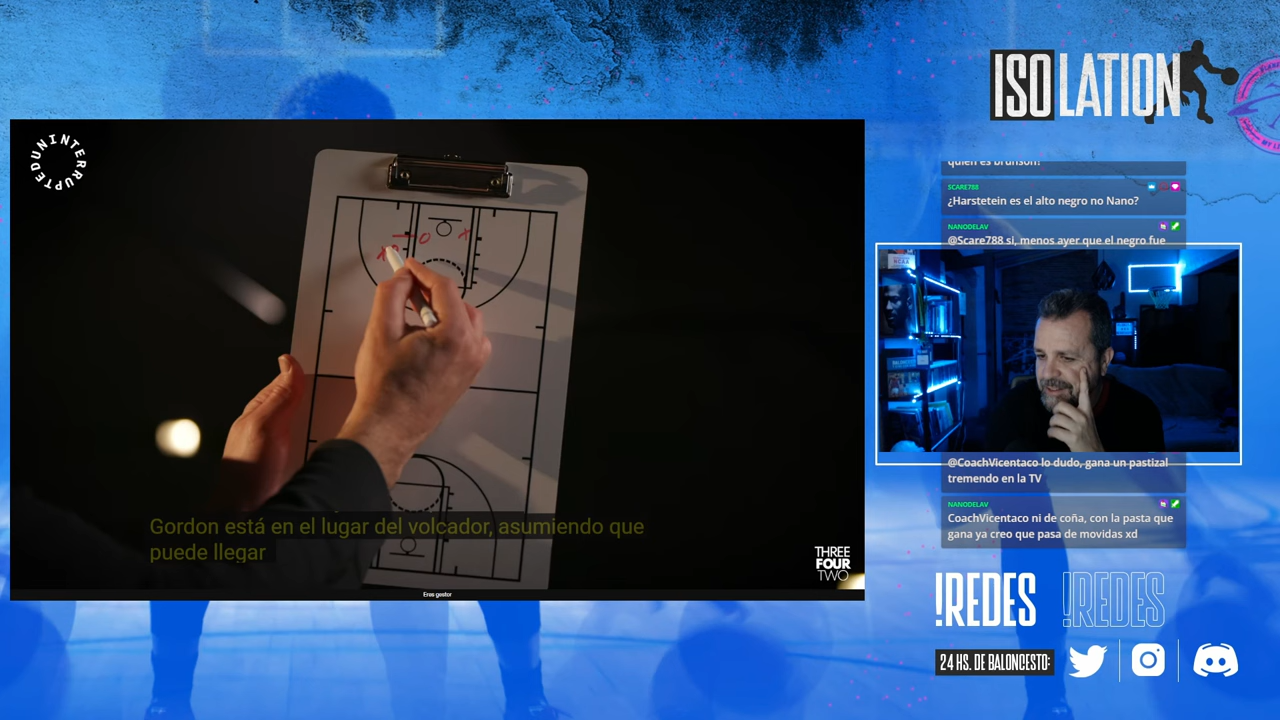 UNINTERRUPTED
ISOLATION
quien es brunson?
SCARE788
¿Harstetein es el alto negro no Nano?
NANODELAV
@Scare788 si, menos ayer que el negro fue
@CoachVicentaco lo dudo, gana un pastizal
tremendo en la TV
NANODELAV
CoachVicentaco ni de coña, con la pasta que
gana ya creo que pasa de movidas xd
Gordon está en el lugar del volcador, asumiendo que
puede llegar
THREE
FOUR
TWO
Eres gestor
!REDES !REDES
24 HS. DE BALONCESTO: